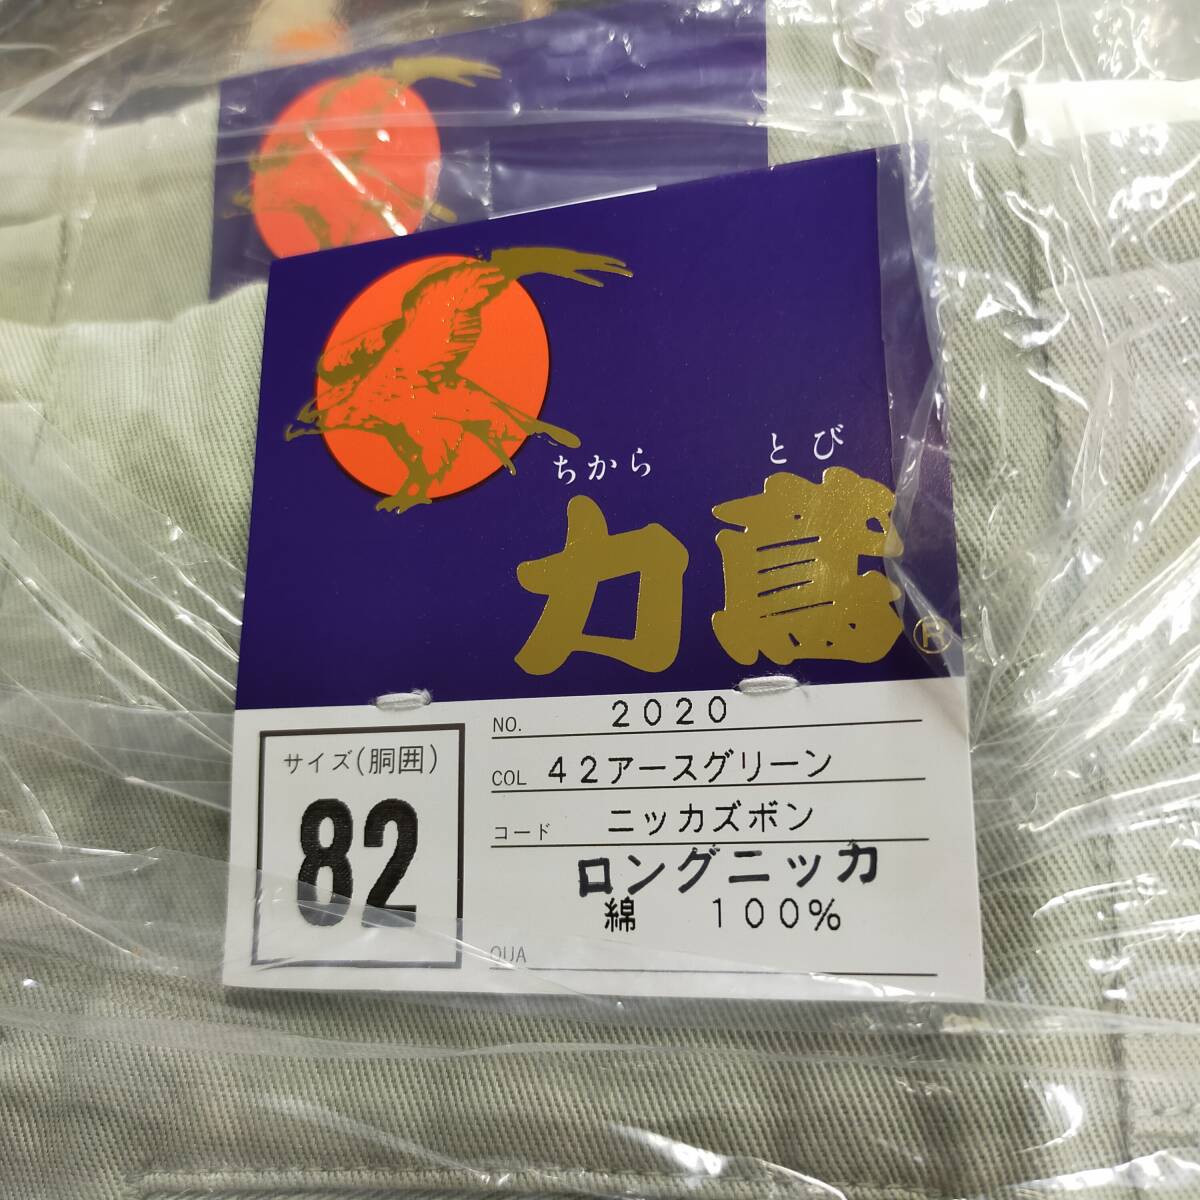 ちから とび
力鳶®
サイズ(胴囲)
82
NO. 2020
COL 42アースグリーン
コード ニッカズボン
ロングニッカ
綿 100%
QUA